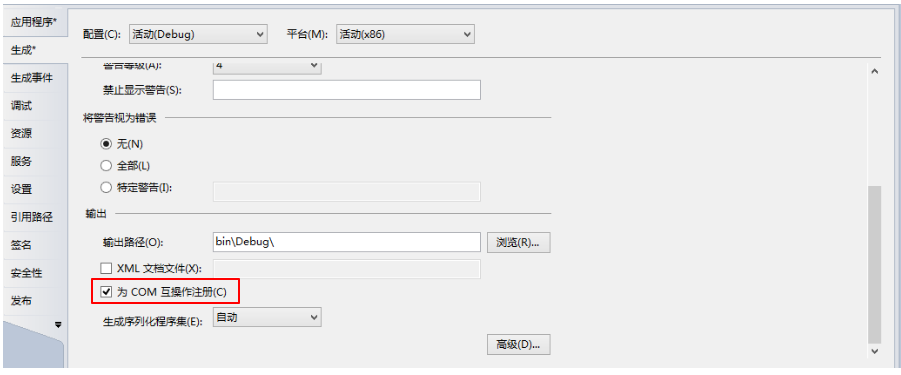 应用程序*
生成*
生成事件
调试
资源
服务
设置
引用路径
签名
安全性
发布
配置(C): 活动(Debug) 平台(M): 活动(x86)
警告等级(A): 4
禁止显示警告(S):
将警告视为错误
无(N)
全部(L)
特定警告(I):
输出
输出路径(O): bin\Debug\ 浏览(R)...
XML 文档文件(X):
为 COM 互操作注册(C)
生成序列化程序集(E): 自动
高级(D)...